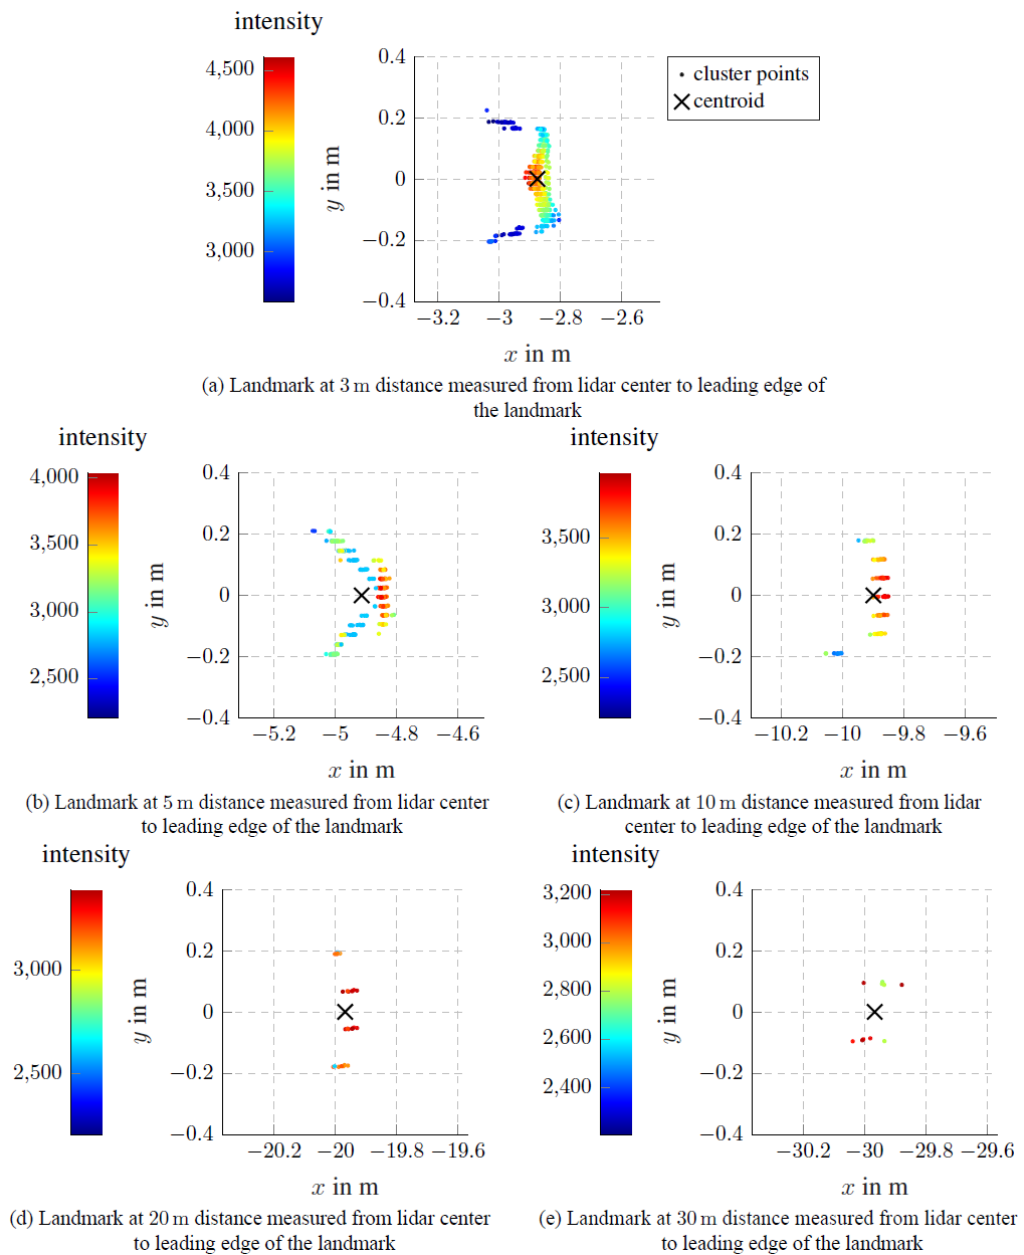 intensity
4,500
4,000
3,500
3,000
0.4
0.2
0
−0.2
−0.4
y in m
−3.2 −3 −2.8 −2.6
x in m
cluster points
centroid
(a) Landmark at 3 m distance measured from lidar center to leading edge of
the landmark
intensity
4,000
3,500
3,000
2,500
0.4
0.2
0
−0.2
−0.4
y in m
−5.2 −5 −4.8 −4.6
x in m
(b) Landmark at 5 m distance measured from lidar center
to leading edge of the landmark
intensity
3,500
3,000
2,500
0.4
0.2
0
−0.2
−0.4
y in m
−10.2 −10 −9.8 −9.6
x in m
(c) Landmark at 10 m distance measured from lidar
center to leading edge of the landmark
intensity
3,000
2,500
0.4
0.2
0
−0.2
−0.4
y in m
−20.2 −20 −19.8 −19.6
x in m
(d) Landmark at 20 m distance measured from lidar center
to leading edge of the landmark
intensity
3,200
3,000
2,800
2,600
2,400
0.4
0.2
0
−0.2
−0.4
y in m
−30.2 −30 −29.8 −29.6
x in m
(e) Landmark at 30 m distance measured from lidar center
to leading edge of the landmark